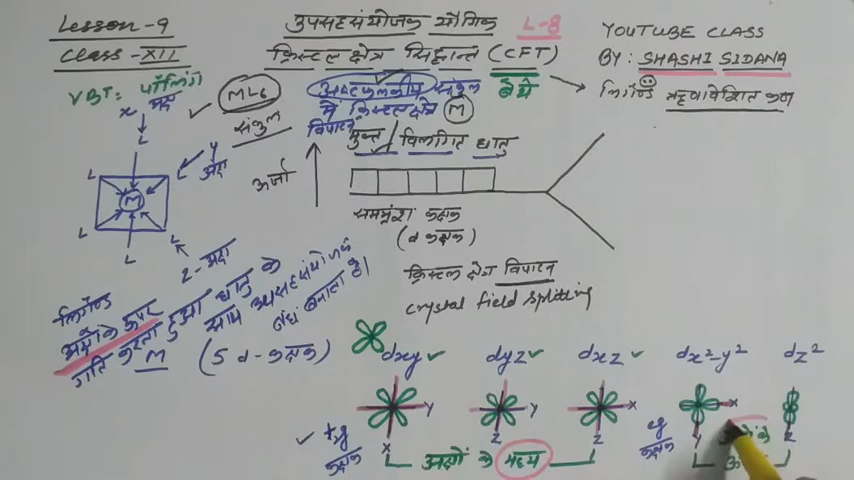 Lesson-9
Class-XII
उपसहसंयोजक यौगिक
L-8
क्रिस्टल क्षेत्र सिद्धान्त (CFT)
YOUTUBE CLASS
BY: SHASHI SIDANA
VBT: पॉलिंग
ML6
संकुल
अष्टफलकीय संकुल
में क्रिस्टल क्षेत्र
विपाटन
M
बेथे
लिगैण्ड ऋणावेशित कण
मुक्त / विलगित धातु
x अक्ष
L
L
L
y अक्ष
M
L
L
L
z-अक्ष
ऊर्जा
समभ्रंश कक्षक
(d कक्षक)
क्रिस्टल क्षेत्र विपाटन
Crystal field splitting
लिगैण्ड
अक्षों के ऊपर
गति करता हुआ धातु के
साथ उपसहसंयोजक
बंध बनाता है।
M
(5 d-कक्षक)
dxy ✓
dyz ✓
dxz ✓
dx²-y²
dz²
✓ t₂g
कक्षक
Y
X
Y
Z
X
Z
eg
कक्षक
X
Y
Z
अक्षों के मध्य